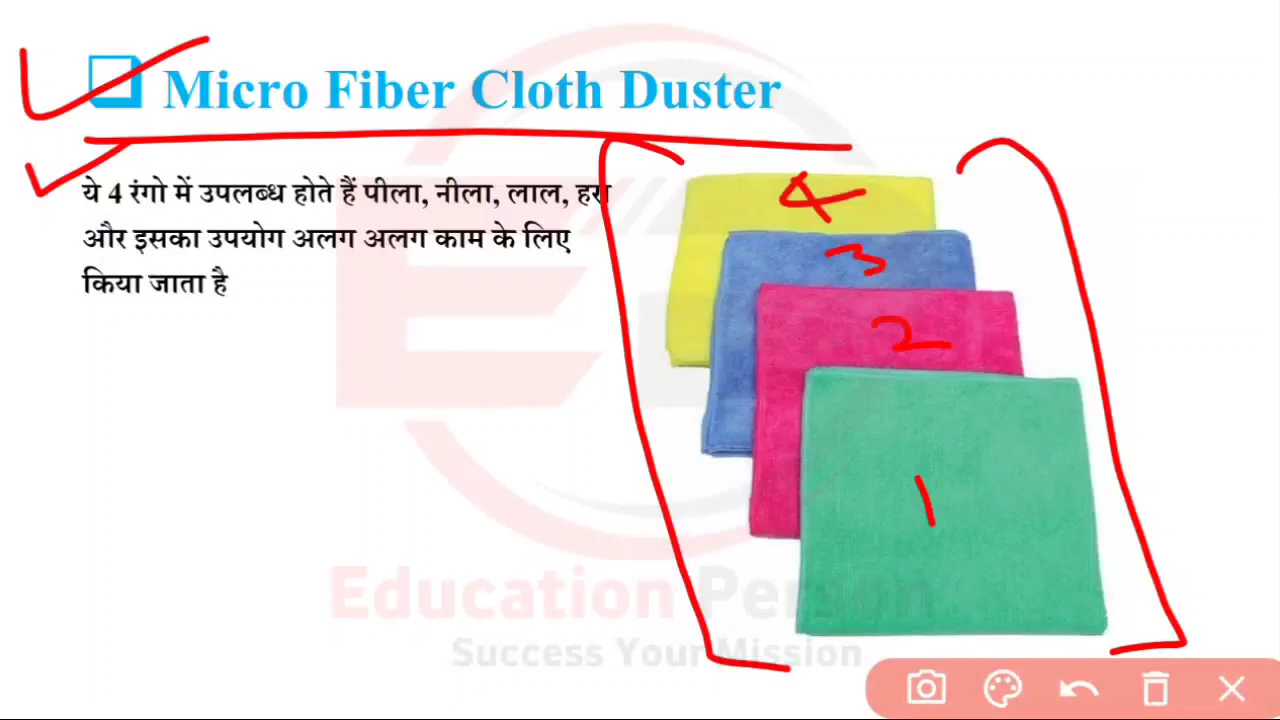 Micro Fiber Cloth Duster
ये 4 रंगो में उपलब्ध होते हैं पीला, नीला, लाल, हरा
और इसका उपयोग अलग अलग काम के लिए
किया जाता है
4
3
2
1
Education Person
Success Your Mission